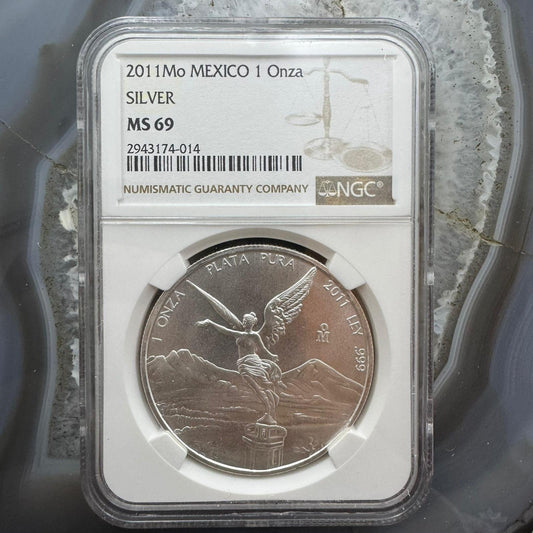 2011Mo MEXICO 1 Onza
SILVER
MS 69
2943174-014
NUMISMATIC GUARANTY COMPANY
NGC®
1 ONZA PLATA PURA 2011 LEY .999
Mo